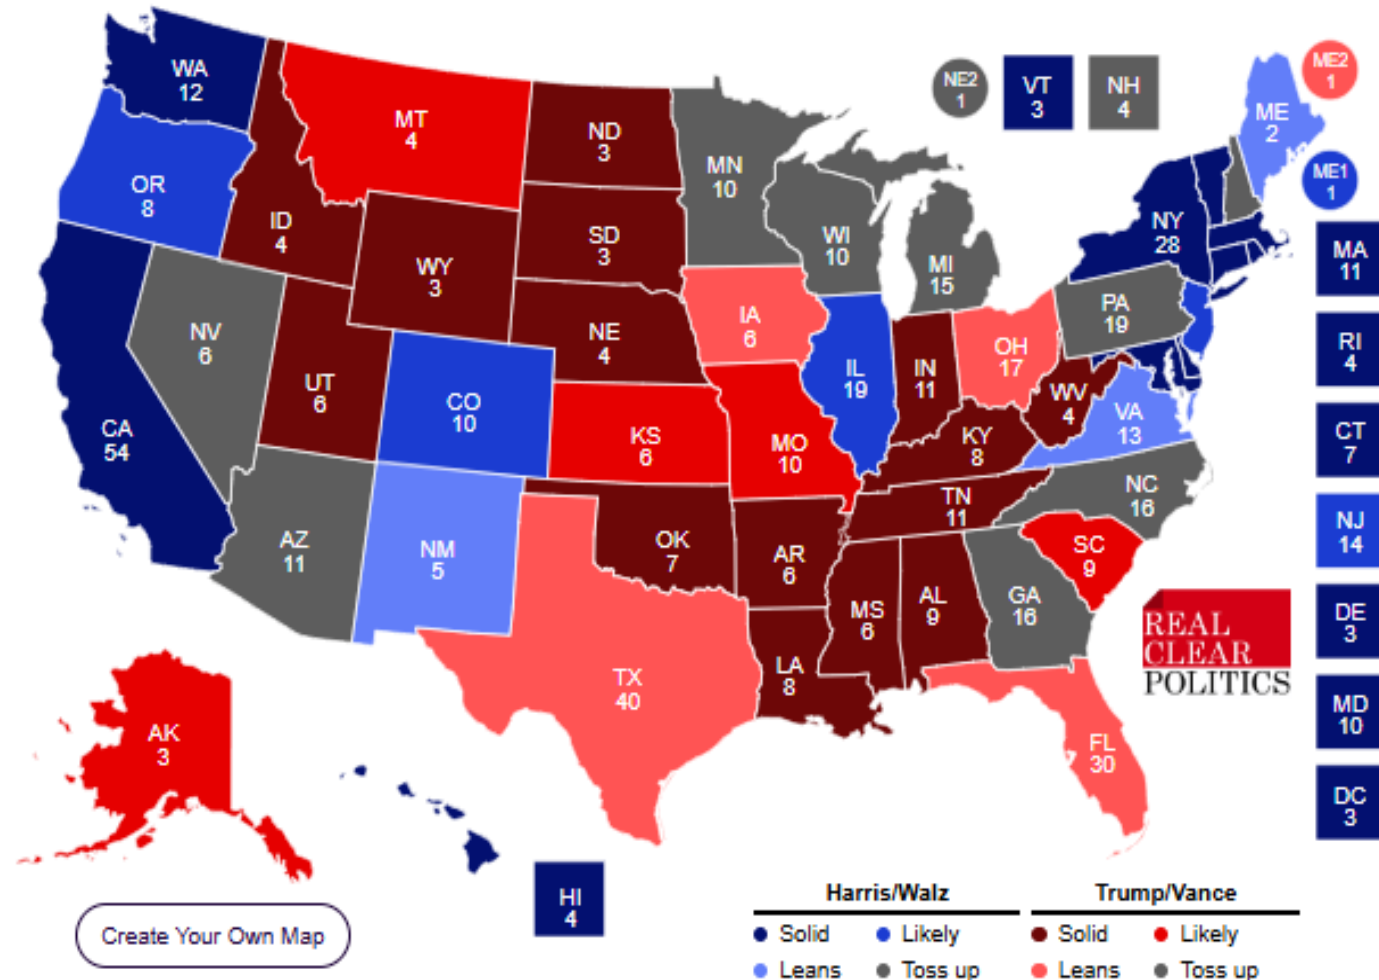 WA
12
OR
8
CA
54
NV
6
ID
4
MT
4
WY
3
UT
6
CO
10
AZ
11
NM
5
ND
3
SD
3
NE
4
KS
6
OK
7
TX
40
MN
10
IA
6
MO
10
AR
6
LA
8
WI
10
IL
19
MI
15
IN
11
OH
17
KY
8
TN
11
MS
6
AL
9
GA
16
FL
30
SC
9
NC
16
VA
13
WV
4
PA
19
NY
28
ME
2
NE2
1
VT
3
NH
4
ME2
1
ME1
1
MA
11
RI
4
CT
7
NJ
14
DE
3
MD
10
DC
3
AK
3
HI
4
REAL
CLEAR
POLITICS
Create Your Own Map
Harris/Walz
Solid Likely
Leans Toss up
Trump/Vance
Solid Likely
Leans Toss up